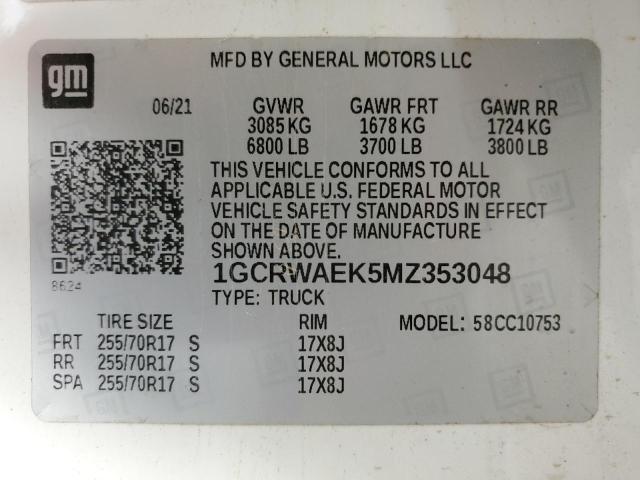 gm
MFD BY GENERAL MOTORS LLC
06/21 GVWR GAWR FRT GAWR RR
3085 KG 1678 KG 1724 KG
6800 LB 3700 LB 3800 LB
THIS VEHICLE CONFORMS TO ALL
APPLICABLE U.S. FEDERAL MOTOR
VEHICLE SAFETY STANDARDS IN EFFECT
ON THE DATE OF MANUFACTURE
SHOWN ABOVE.
1GCRWAEK5MZ353048
8624
TYPE: TRUCK
TIRE SIZE RIM MODEL: 58CC10753
FRT 255/70R17 S 17X8J
RR 255/70R17 S 17X8J
SPA 255/70R17 S 17X8J